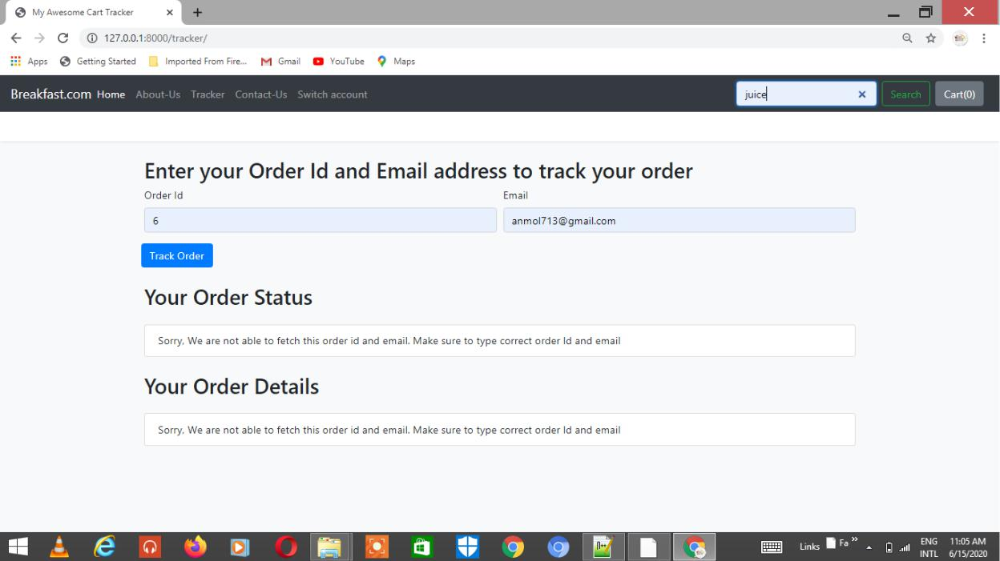 My Awesome Cart Tracker
127.0.0.1:8000/tracker/
Apps Getting Started Imported From Fire... Gmail YouTube Maps
Breakfast.com Home About-Us Tracker Contact-Us Switch account juice Search Cart(0)
Enter your Order Id and Email address to track your order
Order Id Email
6 anmol713@gmail.com
Track Order
Your Order Status
Sorry, We are not able to fetch this order id and email. Make sure to type correct order Id and email
Your Order Details
Sorry, We are not able to fetch this order id and email. Make sure to type correct order Id and email
Links Fa » ENG 11:05 AM
INTL 6/15/2020